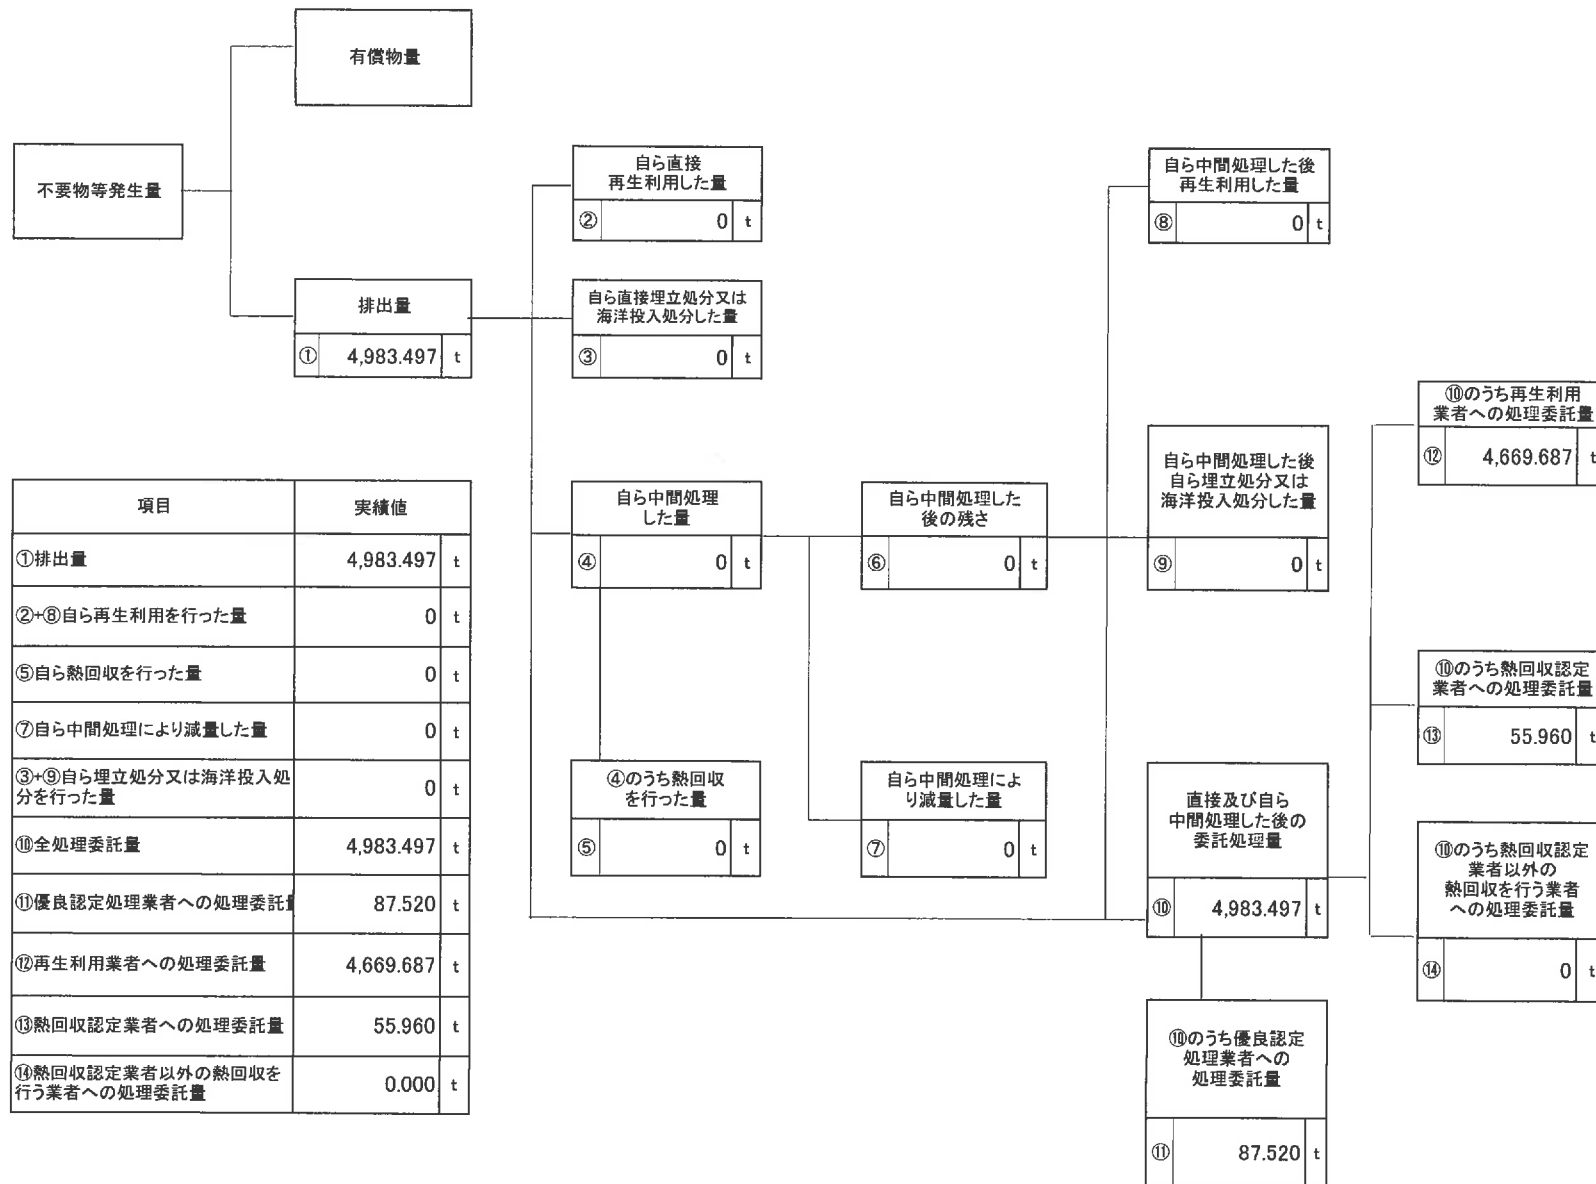 有償物量
不要物等発生量
排出量
① 4,983.497 t
自ら直接
再生利用した量
② 0 t
自ら直接埋立処分又は
海洋投入処分した量
③ 0 t
自ら中間処理
した量
④ 0 t
④のうち熱回収
を行った量
⑤ 0 t
自ら中間処理した
後の残さ
⑥ 0 t
自ら中間処理によ
り減量した量
⑦ 0 t
自ら中間処理した後
再生利用した量
⑧ 0 t
自ら中間処理した後
自ら埋立処分又は
海洋投入処分した量
⑨ 0 t
直接及び自ら
中間処理した後の
委託処理量
⑩ 4,983.497 t
⑩のうち優良認定
処理業者への
処理委託量
⑪ 87.520 t
⑩のうち再生利用
業者への処理委託量
⑫ 4,669.687 t
⑩のうち熱回収認定
業者への処理委託量
⑬ 55.960 t
⑩のうち熱回収認定
業者以外の
熱回収を行う業者
への処理委託量
⑭ 0 t
項目 実績値
①排出量 4,983.497 t
②+⑧自ら再生利用を行った量 0 t
⑤自ら熱回収を行った量 0 t
⑦自ら中間処理により減量した量 0 t
③+⑨自ら埋立処分又は海洋投入処
分を行った量 0 t
⑩全処理委託量 4,983.497 t
⑪優良認定処理業者への処理委託 87.520 t
⑫再生利用業者への処理委託量 4,669.687 t
⑬熱回収認定業者への処理委託量 55.960 t
⑭熱回収認定業者以外の熱回収を
行う業者への処理委託量 0.000 t